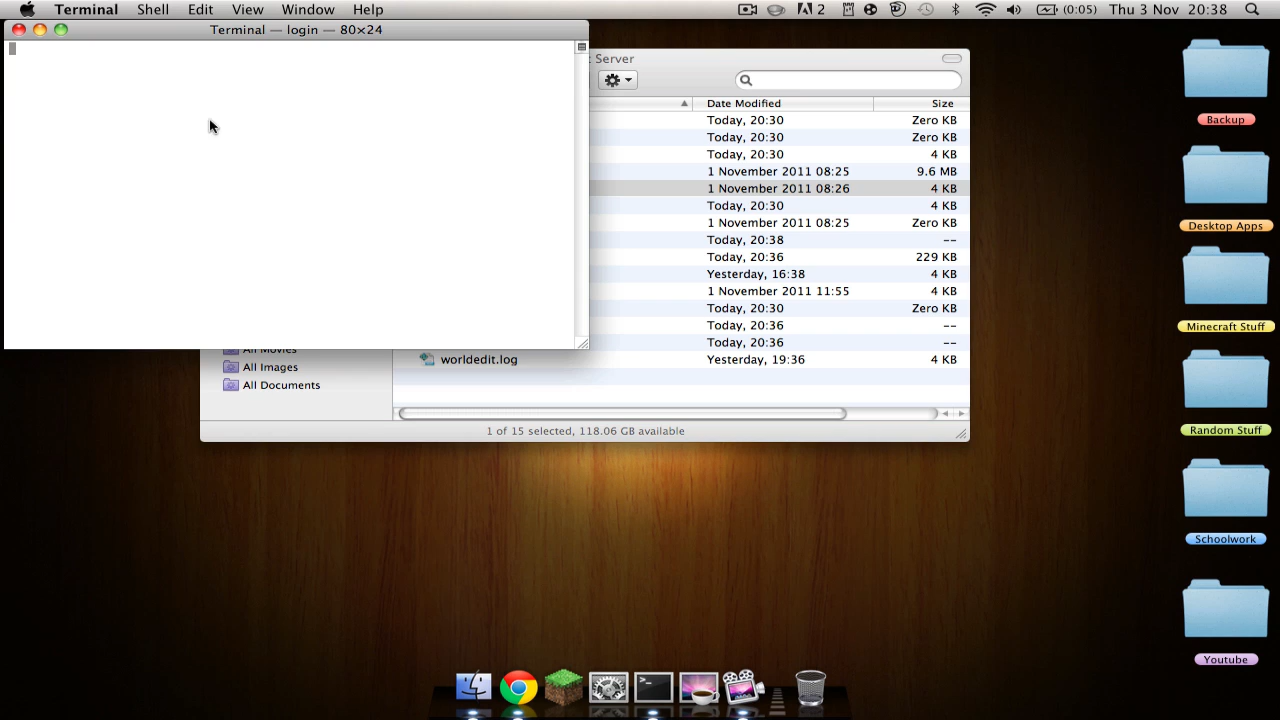 Terminal Shell Edit View Window Help 2 (0:05) Thu 3 Nov 20:38
Terminal — login — 80×24
Server
Date Modified Size
Today, 20:30 Zero KB
Today, 20:30 Zero KB
Today, 20:30 4 KB
1 November 2011 08:25 9.6 MB
1 November 2011 08:26 4 KB
Today, 20:30 4 KB
1 November 2011 08:25 Zero KB
Today, 20:38 --
Today, 20:36 229 KB
Yesterday, 16:38 4 KB
1 November 2011 11:55 4 KB
Today, 20:30 Zero KB
Today, 20:36 --
Today, 20:36 --
worldedit.log Yesterday, 19:36 4 KB
All Movies
All Images
All Documents
1 of 15 selected, 118.06 GB available
Backup
Desktop Apps
Minecraft Stuff
Random Stuff
Schoolwork
Youtube